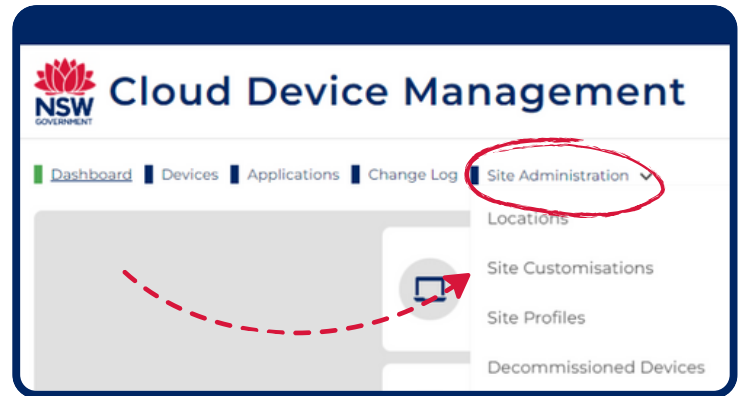 NSW
GOVERNMENT
Cloud Device Management
Dashboard Devices Applications Change Log Site Administration
Locations
Site Customisations
Site Profiles
Decommissioned Devices